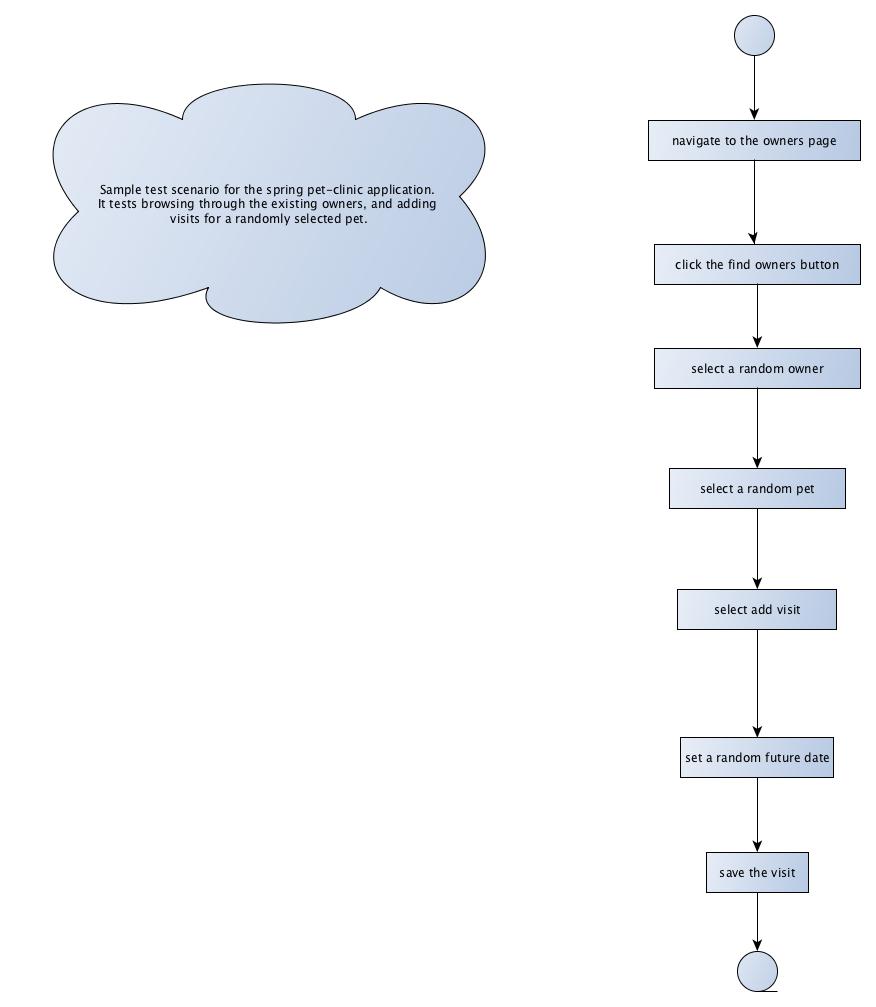 Sample test scenario for the spring pet-clinic application.
It tests browsing through the existing owners, and adding
visits for a randomly selected pet.
navigate to the owners page
click the find owners button
select a random owner
select a random pet
select add visit
set a random future date
save the visit